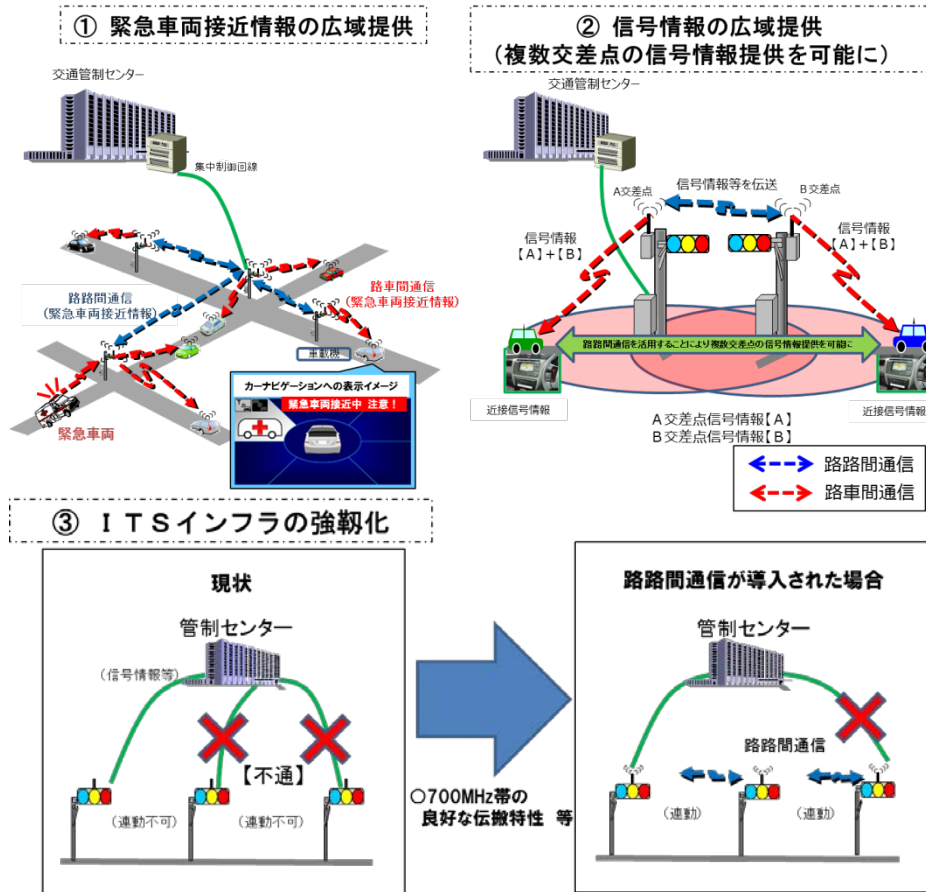 ① 緊急車両接近情報の広域提供
交通管制センター
集中制御回線
路路間通信
(緊急車両接近情報)
路車間通信
(緊急車両接近情報)
車載機
緊急車両
カーナビゲーションへの表示イメージ
緊急車両接近中 注意！
② 信号情報の広域提供
(複数交差点の信号情報提供を可能に)
交通管制センター
信号情報等を伝送
A交差点
B交差点
信号情報
【A】+【B】
信号情報
【A】+【B】
路路間通信を活用することにより複数交差点の信号情報提供を可能に
近接信号情報
近接信号情報
A交差点信号情報【A】
B交差点信号情報【B】
路路間通信
路車間通信
③ ITSインフラの強靱化
現状
管制センター
(信号情報等)
【不通】
(連動不可)
(連動不可)
○700MHz帯の
良好な伝搬特性 等
路路間通信が導入された場合
管制センター
路路間通信
(連動)
(連動)